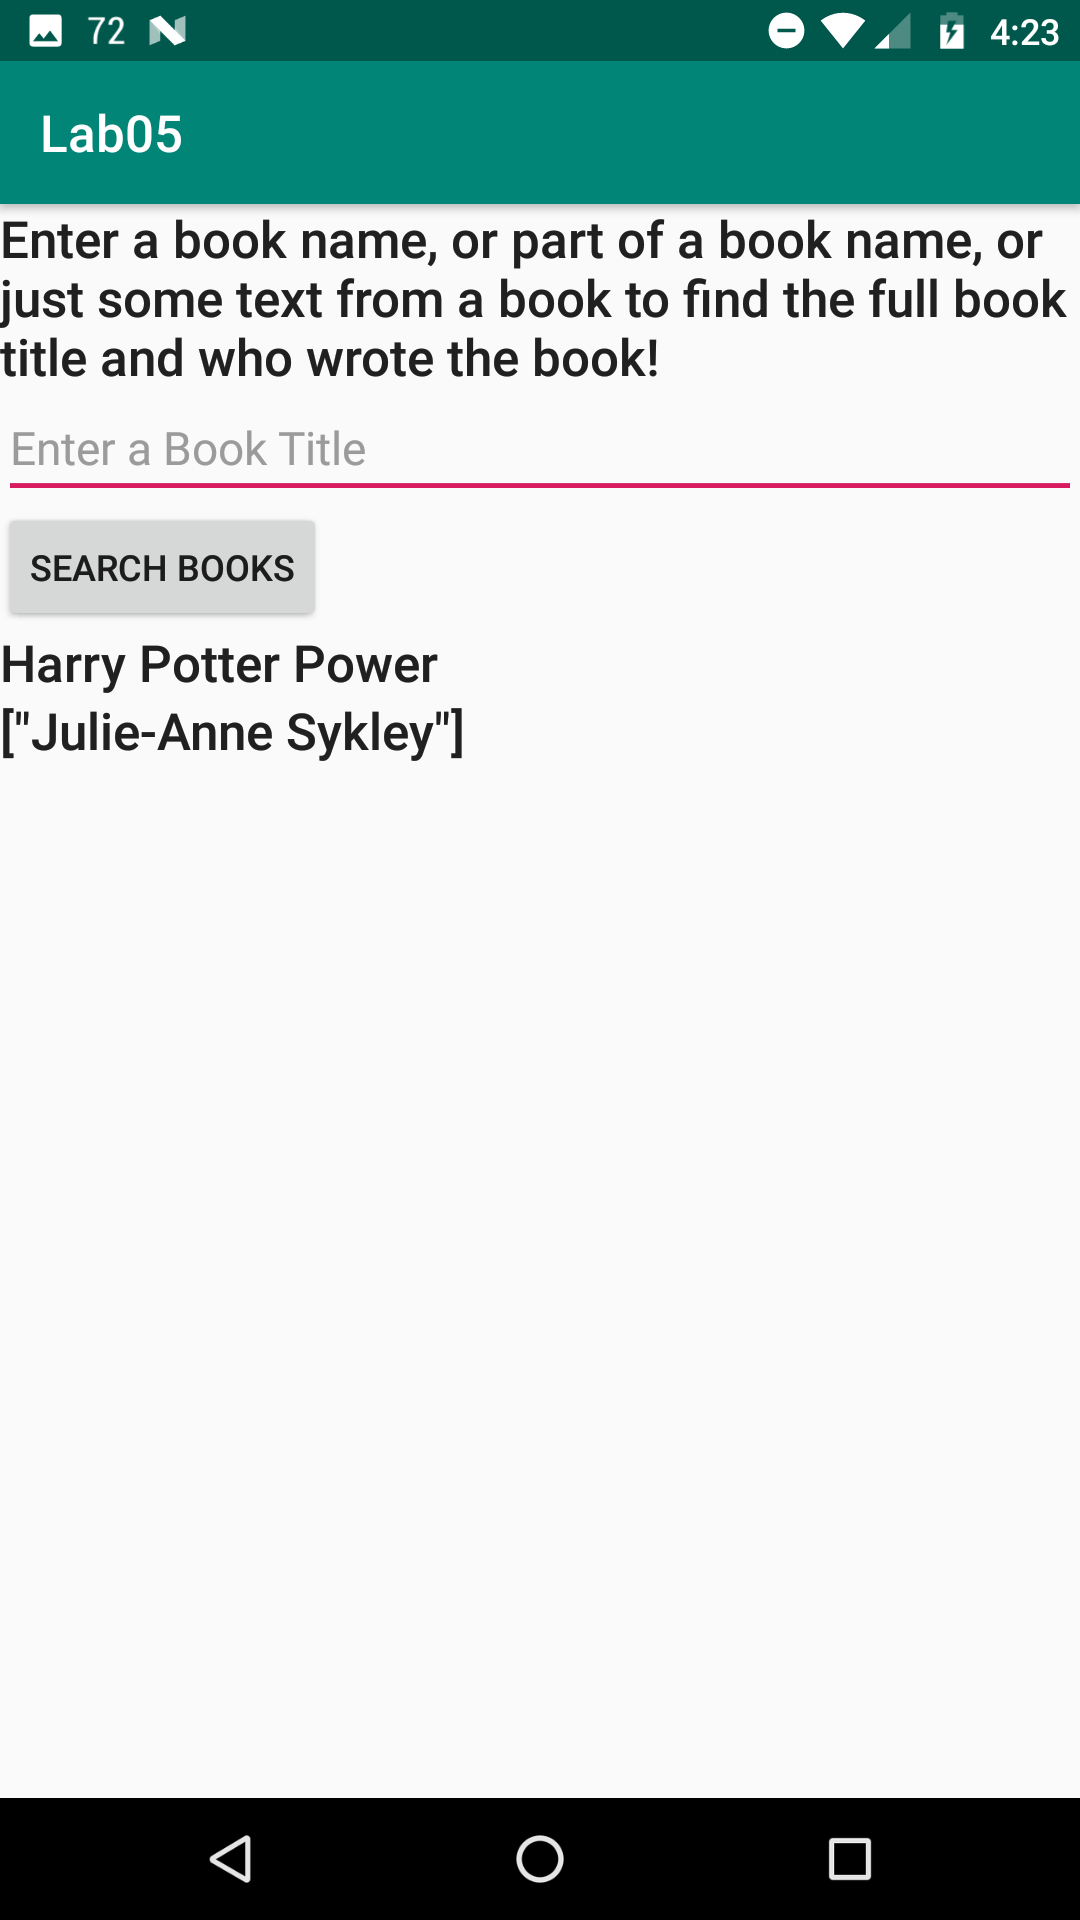 72 4:23
Lab05
Enter a book name, or part of a book name, or
just some text from a book to find the full book
title and who wrote the book!
Enter a Book Title
SEARCH BOOKS
Harry Potter Power
["Julie-Anne Sykley"]